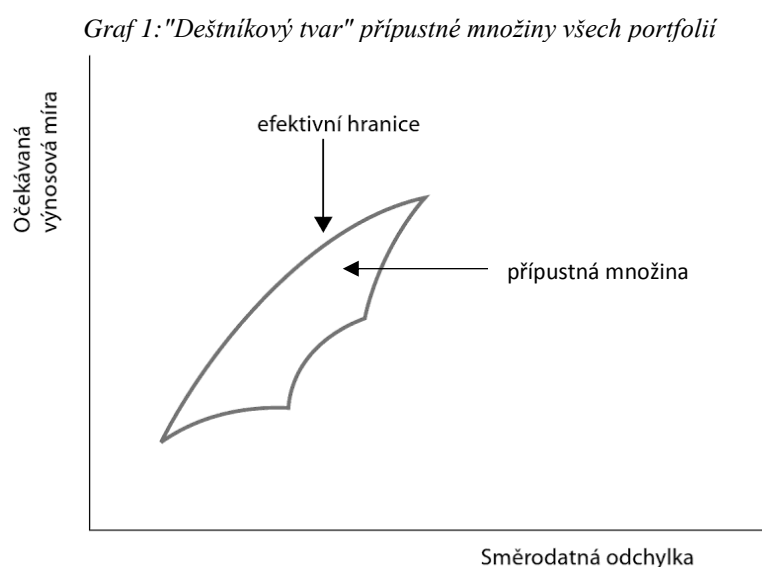 Graf 1:"Deštníkový tvar" přípustné množiny všech portfolií
Očekávaná
výnosová míra
efektivní hranice
přípustná množina
Směrodatná odchylka